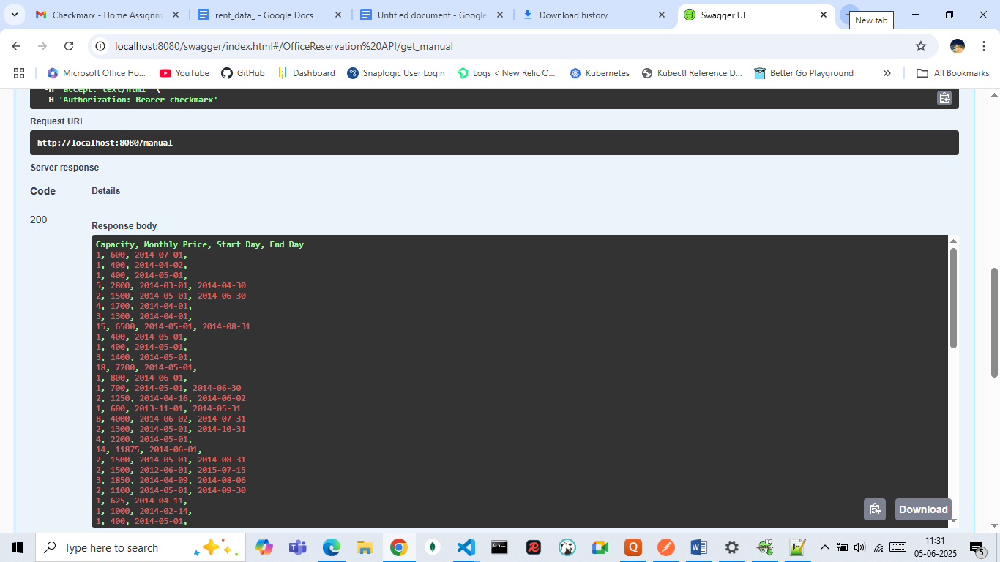 Checkmarx - Home Assignm
rent_data_ - Google Docs
Untitled document - Google
Download history
Swagger UI
New tab
localhost:8080/swagger/index.html#/OfficeReservation%20API/get_manual
Microsoft Office Ho...
YouTube
GitHub
Dashboard
Snaplogic User Login
Logs < New Relic O...
Kubernetes
Kubectl Reference D...
Better Go Playground
All Bookmarks
-H 'accept: text/html' \
-H 'Authorization: Bearer checkmarx'
Request URL
http://localhost:8080/manual
Server response
Code Details
200
Response body
Capacity, Monthly Price, Start Day, End Day
1, 600, 2014-07-01,
1, 400, 2014-04-02,
1, 400, 2014-05-01,
5, 2800, 2014-03-01, 2014-04-30
2, 1500, 2014-05-01, 2014-06-30
4, 1700, 2014-04-01,
3, 1300, 2014-04-01,
15, 6500, 2014-05-01, 2014-08-31
1, 400, 2014-05-01,
1, 400, 2014-05-01,
3, 1400, 2014-05-01,
18, 7200, 2014-05-01,
1, 800, 2014-06-01,
1, 700, 2014-05-01, 2014-06-30
2, 1250, 2014-04-16, 2014-06-02
1, 600, 2013-11-01, 2014-05-31
8, 4000, 2014-06-02, 2014-07-31
2, 1300, 2014-05-01, 2014-10-31
4, 2200, 2014-05-01,
14, 11875, 2014-06-01,
2, 1500, 2014-05-01, 2014-08-31
2, 1500, 2012-06-01, 2015-07-15
3, 1850, 2014-04-09, 2014-08-06
2, 1100, 2014-05-01, 2014-09-30
1, 625, 2014-04-11,
1, 1000, 2014-02-14,
1, 400, 2014-05-01,
Download
Type here to search
11:31
05-06-2025
5